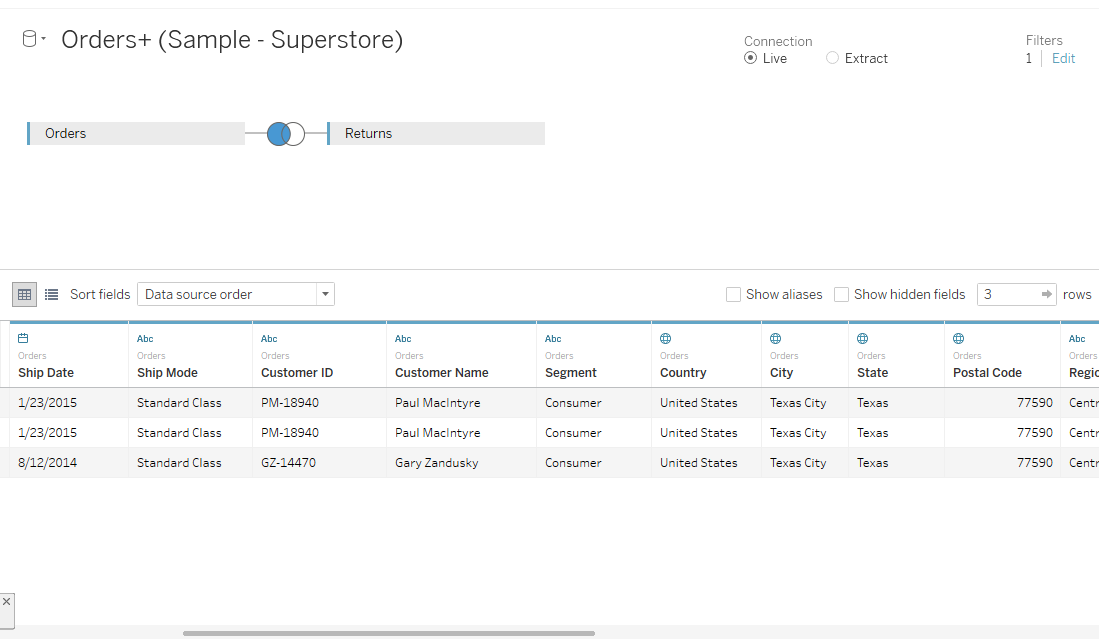 Orders+ (Sample - Superstore)
Connection
Live Extract
Filters
1 Edit
Orders Returns
Sort fields Data source order Show aliases Show hidden fields 3 rows
Abc Abc Abc Abc Abc
Orders Orders Orders Orders Orders Orders Orders Orders Orders Orders
Ship Date Ship Mode Customer ID Customer Name Segment Country City State Postal Code Regio
1/23/2015 Standard Class PM-18940 Paul MacIntyre Consumer United States Texas City Texas 77590 Centr
1/23/2015 Standard Class PM-18940 Paul MacIntyre Consumer United States Texas City Texas 77590 Centr
8/12/2014 Standard Class GZ-14470 Gary Zandusky Consumer United States Texas City Texas 77590 Centr